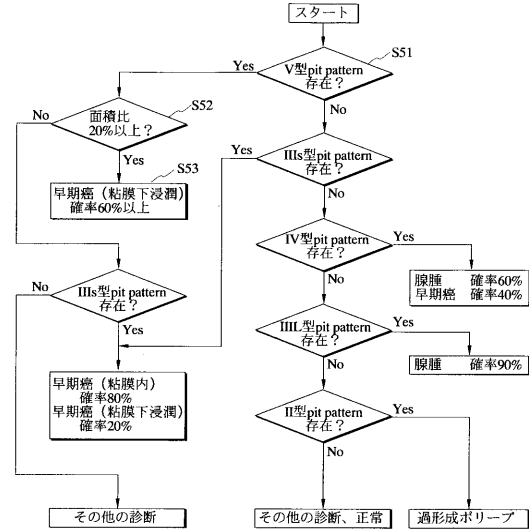 スタート
S51
V型pit pattern
存在？
Yes
No
S52
面積比
20%以上？
No
Yes
S53
早期癌（粘膜下浸潤）
確率60%以上
IIIs型pit pattern
存在？
Yes
No
IV型pit pattern
存在？
Yes
No
腺腫 確率60%
早期癌 確率40%
IIIs型pit pattern
存在？
No
Yes
IIIL型pit pattern
存在？
Yes
No
腺腫 確率90%
早期癌（粘膜内）
確率80%
早期癌（粘膜下浸潤）
確率20%
II型pit pattern
存在？
Yes
No
その他の診断
その他の診断、正常
過形成ポリープ